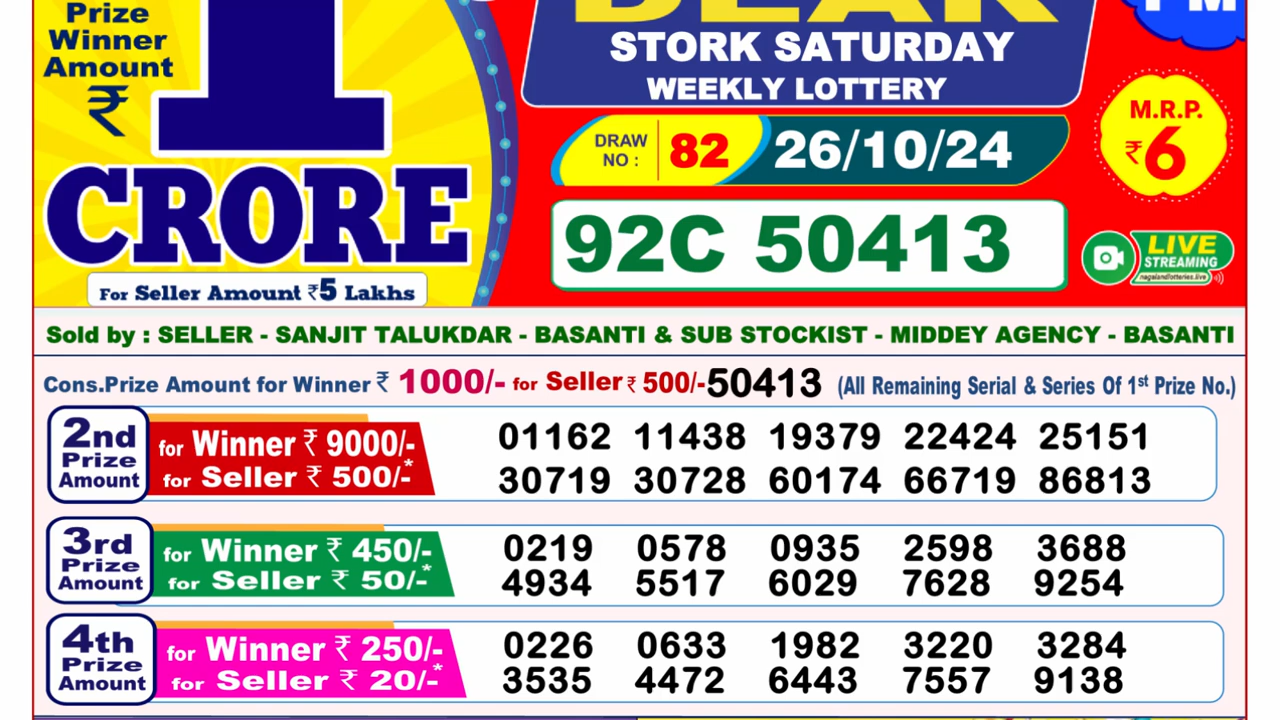 Prize
Winner
Amount
₹
1
CRORE
For Seller Amount ₹5 Lakhs
DEAR
STORK SATURDAY
WEEKLY LOTTERY
DRAW
NO :
82
26/10/24
92C 50413
PM
M.R.P.
₹6
LIVE
STREAMING
nagalandlotteries.live
Sold by : SELLER - SANJIT TALUKDAR - BASANTI & SUB STOCKIST - MIDDEY AGENCY - BASANTI
Cons.Prize Amount for Winner ₹ 1000/- for Seller ₹ 500/- 50413 (All Remaining Serial & Series Of 1st Prize No.)
2nd
Prize
Amount
for Winner ₹ 9000/-
for Seller ₹ 500/-*
01162 11438 19379 22424 25151
30719 30728 60174 66719 86813
3rd
Prize
Amount
for Winner ₹ 450/-
for Seller ₹ 50/-*
0219 0578 0935 2598 3688
4934 5517 6029 7628 9254
4th
Prize
Amount
for Winner ₹ 250/-
for Seller ₹ 20/-*
0226 0633 1982 3220 3284
3535 4472 6443 7557 9138